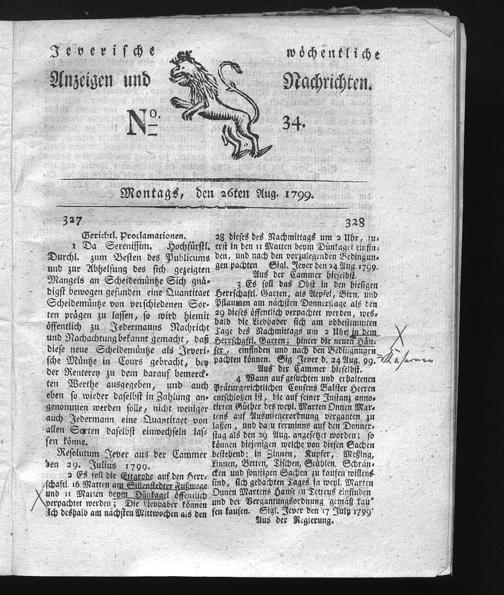 Jeverische wöchentliche
Anzeigen und Nachrichten.
No. 34.
Montags, den 26ten Aug. 1799.
327
Gerichtl. Proclamationen.
1 Da Serenissim. Hochfürstl.
Durchl. zum Besten des Publicums
und zur Abhelfung des sich gezeigten
Mangels an Scheidemünze Sich gnä-
digst bewogen gefunden eine Quantitaet
Scheidemünze von verschiedenen Sor-
ten prägen zu lassen, so wird hiemit
öffentlich zu Jedermanns Nachricht
und Nachachtung bekannt gemacht, daß
diese neue Scheidemünze als Jeveri-
sche Münze in Cours gebracht, bey
der Renterey zu dem darauf bemerck-
ten Werthe ausgegeben, und auch
eben so wieder daselbst in Zahlung an-
genommen werden solle, nicht weniger
auch Jedermann eine Quantitaet von
allen Sorten daselbst einwechseln las-
sen könne.
Resolutum Jever aus der Cammer
den 29. Julius 1799.
2 Es soll die Ettgrode auf den Herr-
schaftl. 16 Matten am Sillenstedter Fuswege
und 11 Matten beym Dünkagel öffentlich
verpachtet werden; Die Liebhaber können
sich deshalb am nächsten Mittwochen als den
328
28 dieses des Nachmittags um 2 Uhr, zu-
erst in den 11 Matten beym Dünkagel einfin-
den, und nach den vorzulegenden Bedingun-
gen pachten Sigl. Jever den 24 Aug. 1799.
Aus der Cammer hieselbst.
3 Es soll das Obst in den hiesigen
Herrschaftl. Garten, als Aepfel, Birn, und
Pflaumen am nächsten Donnerstage als den
29 dieses öffentlich verpachtet werden, wes-
halb die Liebhaber sich am obbestimmten
Tage des Nachmittags um 2 Uhr in dem
Herrschaftl. Garten; hinter die neuen Häu-
ser, einfinden und nach den Bedingungen
pachten können. Sig Jever d. 24 Aug. 99.
Aus der Cammer hieselbst.
4 Wann auf gesuchten und erhaltenen
Präturgerichtlichen Consens Balster Heeren
entschlossen ist, die auf seiner Instanz anno-
tirten Güther des weyl. Marten Onnen Mar-
tens auf Ausmienerordnung verganten zu
laßen, und dazu terminus auf den Donner-
stag als den 29 Aug. angesetzt worden; so
können diejenigen welche von diesen Sachen
bestehend in Zinnen, Kupfer, Meßing,
Linnen, Betten, Tischen, Stühlen, Schrän-
cken und sonstigen Sachen zu kaufen willens
sind, sich gedachten Tages in weyl. Marten
Onnen Martens Hause zu Tettens einfinden
und der Vergantungsordnung gemäß kau-
fen kaufen. Sigl. Jever den 17 July 1799
Aus der Regierung.